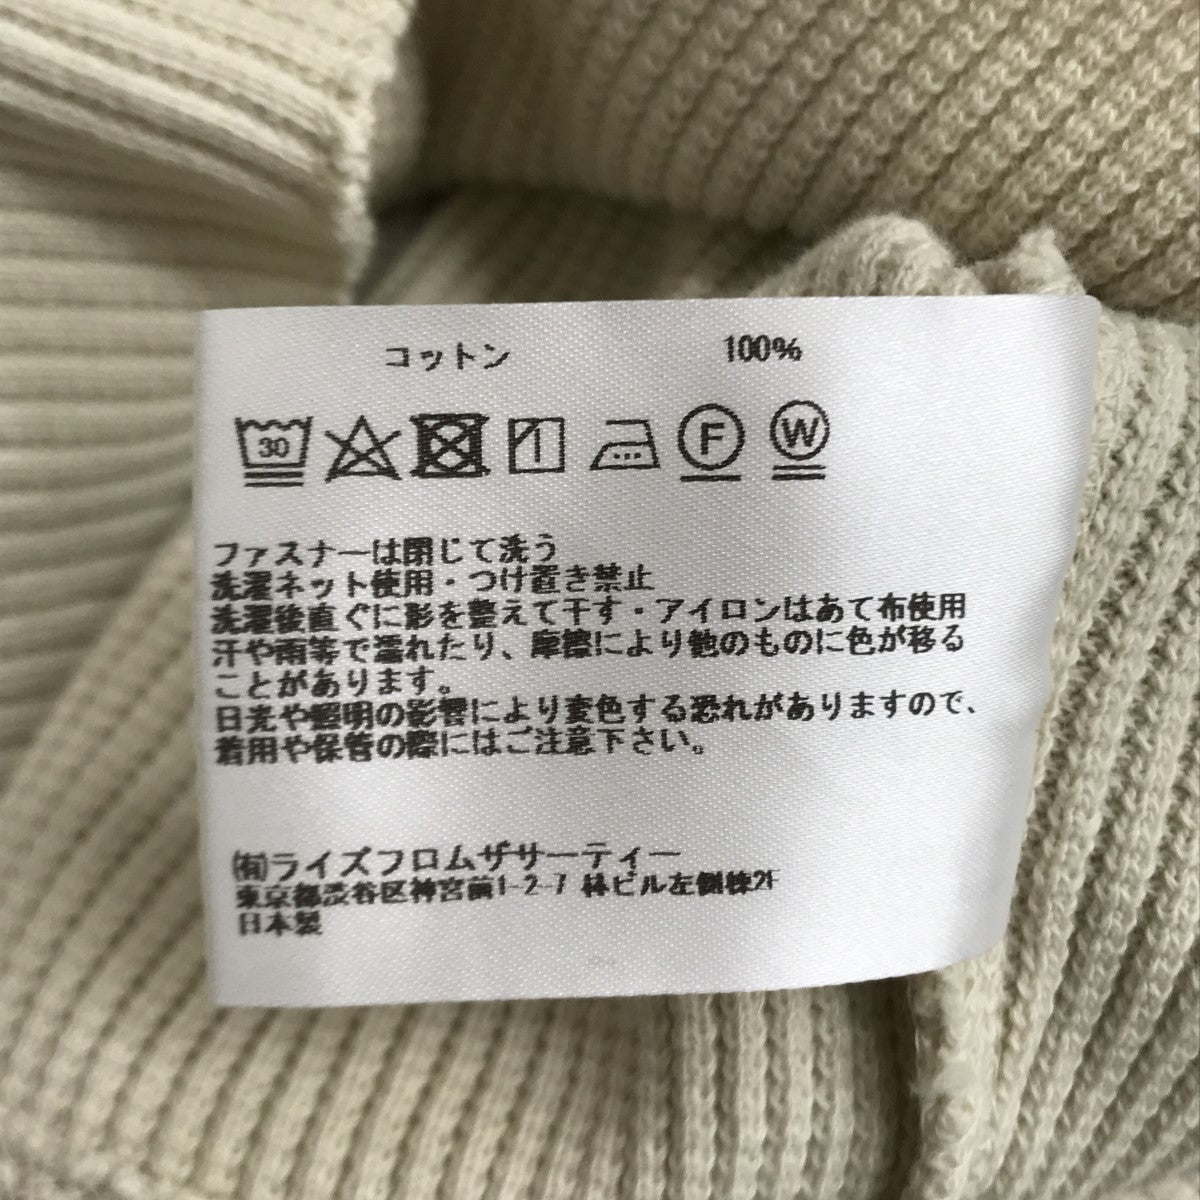 コットン 100%
30 F W
ファスナーは閉じて洗う
洗濯ネット使用・つけ置き禁止
洗濯後直ぐに形を整えて干す・アイロンはあて布使用
汗や雨等で濡れたり、摩擦により他のものに色が移る
ことがあります。
日光や照明の影響により変色する恐れがありますので、
着用や保管の際にはご注意下さい。
㈲ライズフロムザサーティー
東京都渋谷区神宮前1-2-7 林ビル左側棟2F
日本製